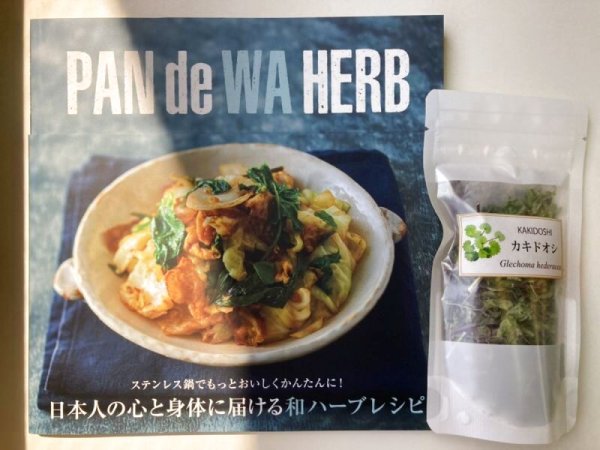 PAN de WA HERB
ステンレス鍋でもっとおいしくかんたんに!
日本人の心と身体に届ける和ハーブレシピ
KAKIDOSHI
カキドオシ
Glechoma